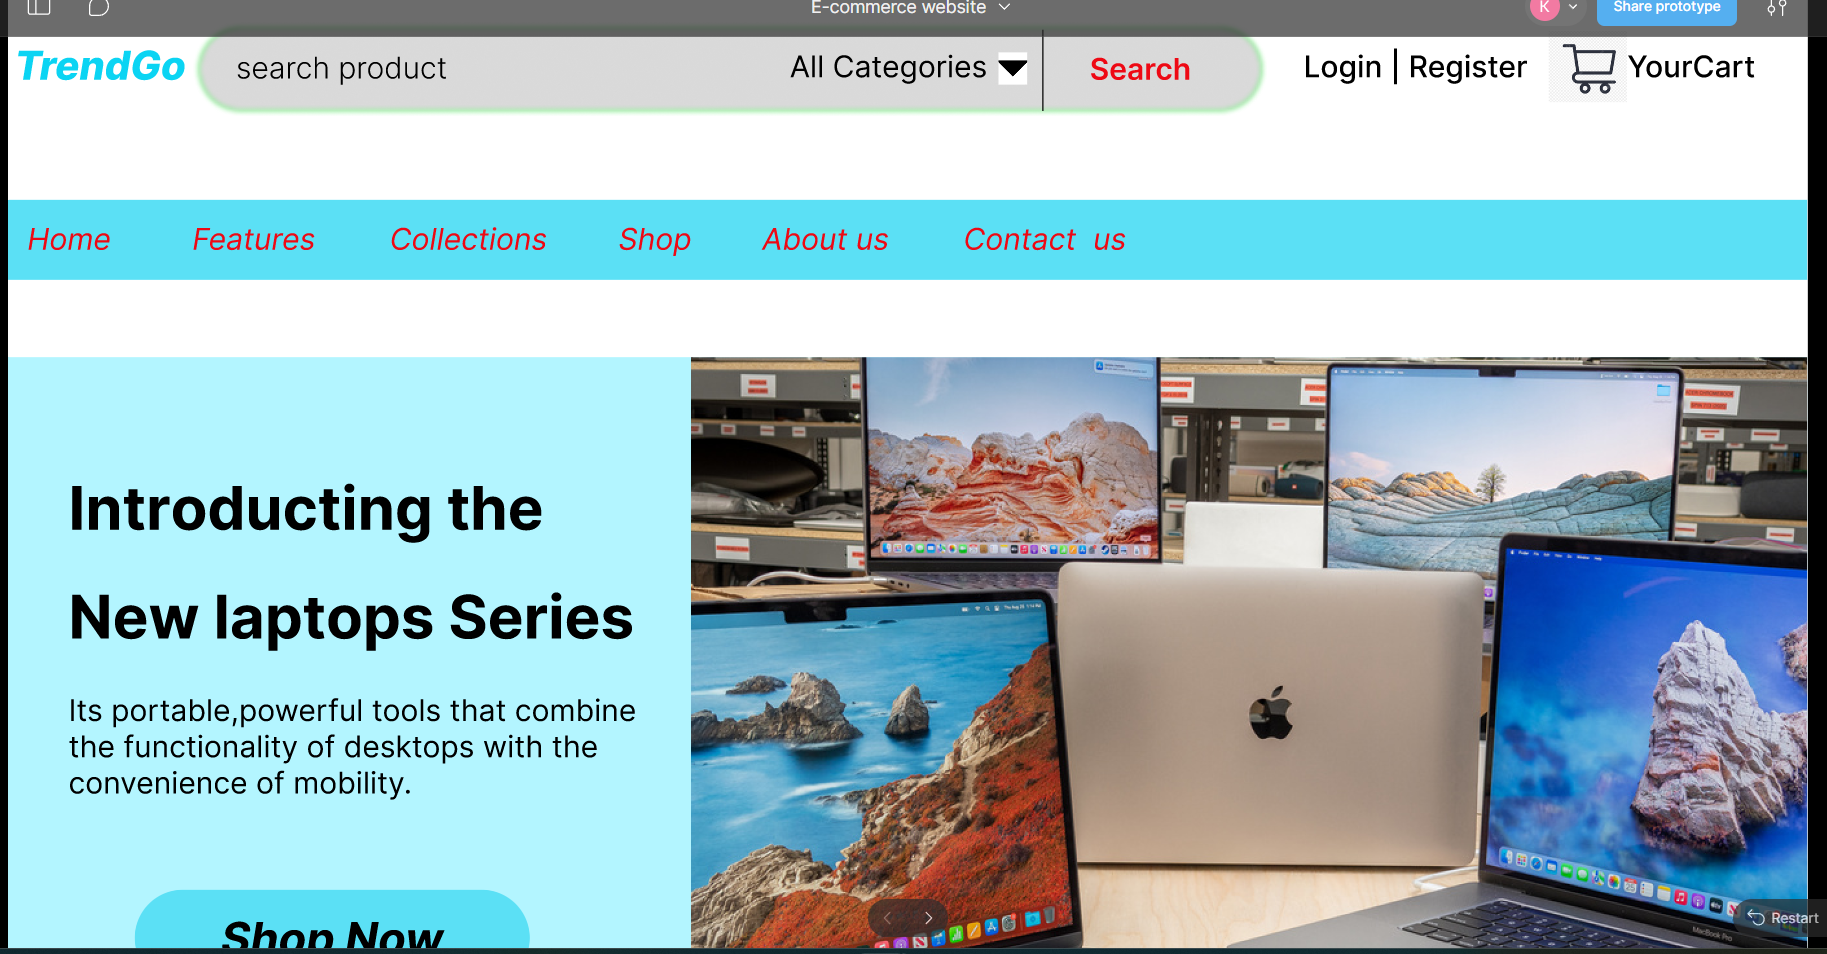 E-commerce website
K
Share prototype
TrendGo
search product
All Categories
Search
Login | Register
YourCart
Home
Features
Collections
Shop
About us
Contact us
Introducting the
New laptops Series
Its portable,powerful tools that combine
the functionality of desktops with the
convenience of mobility.
Shop Now
MacBook Pro
Restart